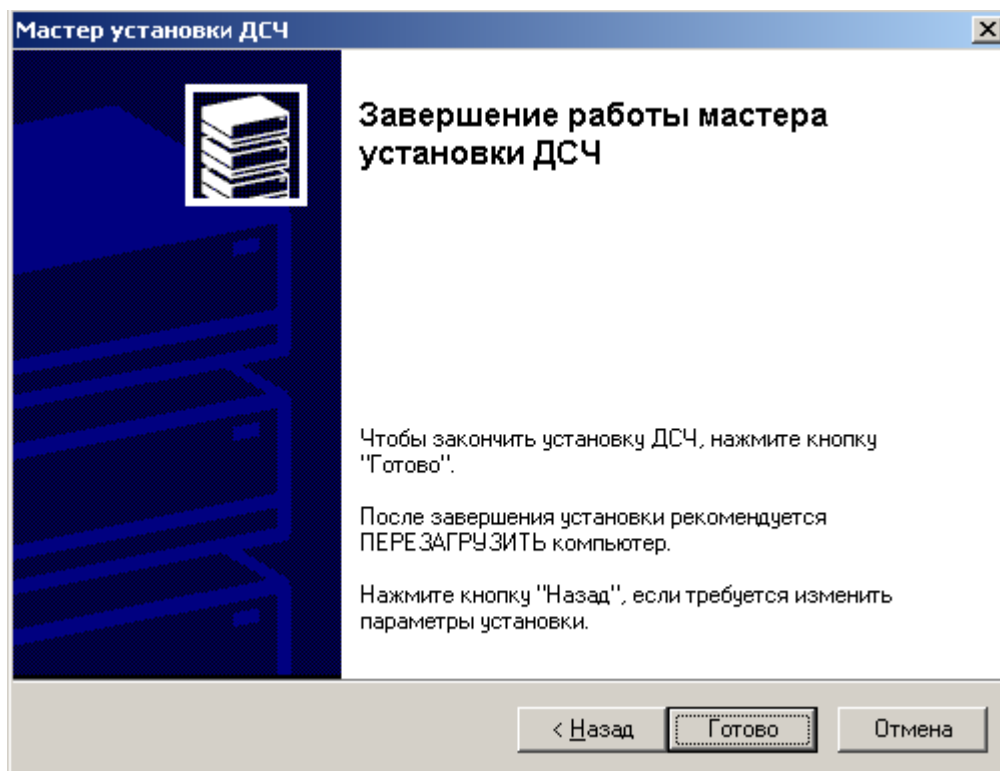 Мастер установки ДСЧ
Завершение работы мастера
установки ДСЧ
Чтобы закончить установку ДСЧ, нажмите кнопку
"Готово".
После завершения установки рекомендуется
ПЕРЕЗАГРУЗИТЬ компьютер.
Нажмите кнопку "Назад", если требуется изменить
параметры установки.
< Назад
Готово
Отмена